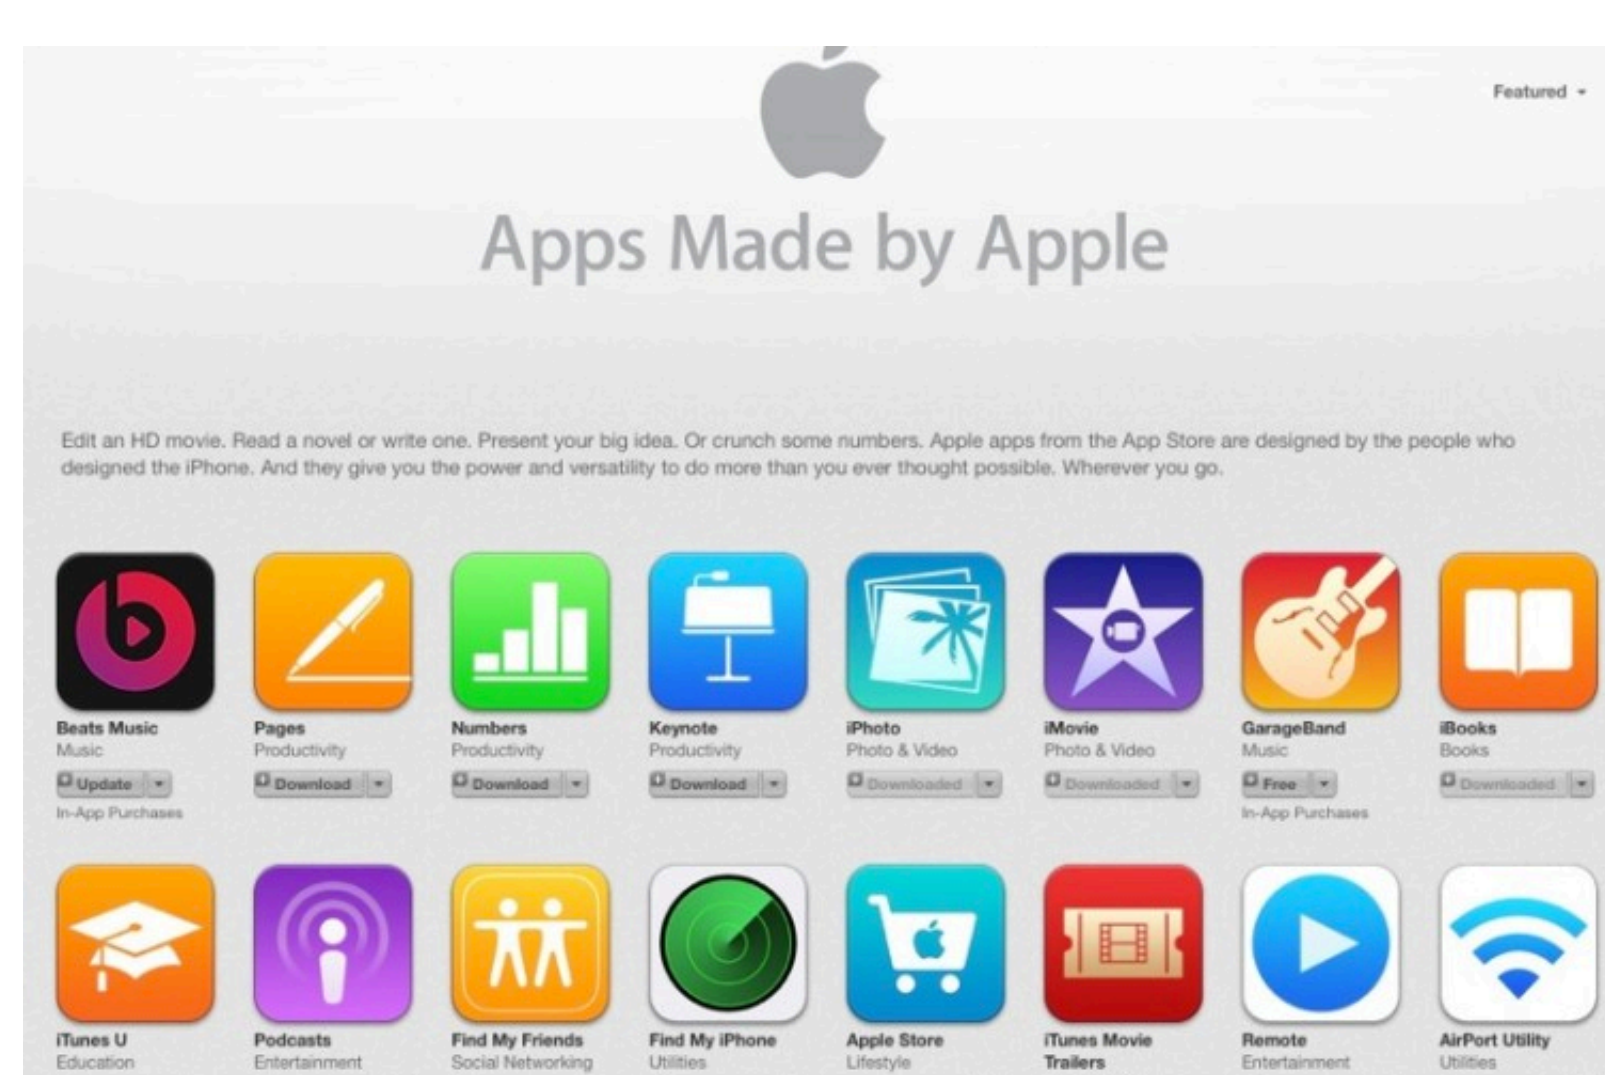 Featured
Apps Made by Apple
Edit an HD movie. Read a novel or write one. Present your big idea. Or crunch some numbers. Apple apps from the App Store are designed by the people who
designed the iPhone. And they give you the power and versatility to do more than you ever thought possible. Wherever you go.
Beats Music Pages Numbers Keynote iPhoto iMovie GarageBand iBooks
Music Productivity Productivity Productivity Photo & Video Photo & Video Music Books
Update Download Download Download Downloaded Downloaded Free Downloaded
In-App Purchases In-App Purchases
iTunes U Podcasts Find My Friends Find My iPhone Apple Store iTunes Movie Remote AirPort Utility
Education Entertainment Social Networking Utilities Lifestyle Trailers Entertainment Utilities